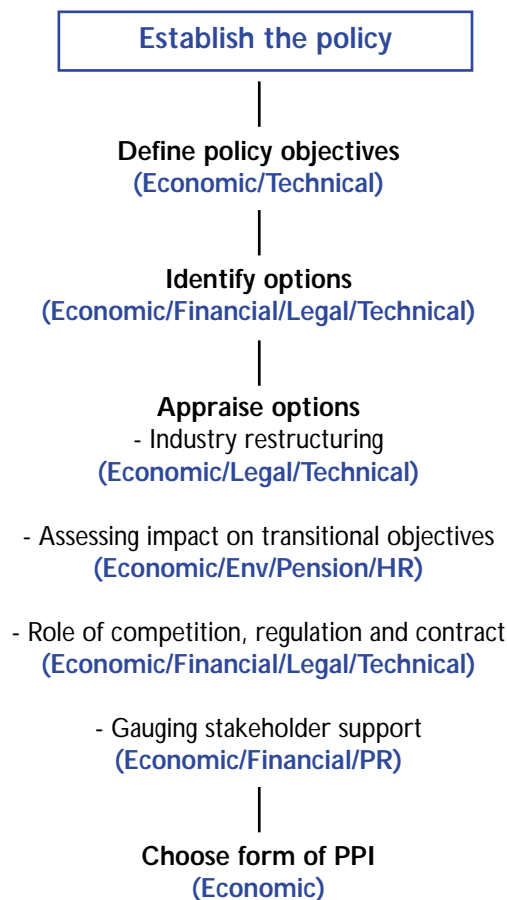 Establish the policy
Define policy objectives
(Economic/Technical)
Identify options
(Economic/Financial/Legal/Technical)
Appraise options
- Industry restructuring
(Economic/Legal/Technical)
- Assessing impact on transitional objectives
(Economic/Env/Pension/HR)
- Role of competition, regulation and contract
(Economic/Financial/Legal/Technical)
- Gauging stakeholder support
(Economic/Financial/PR)
Choose form of PPI
(Economic)